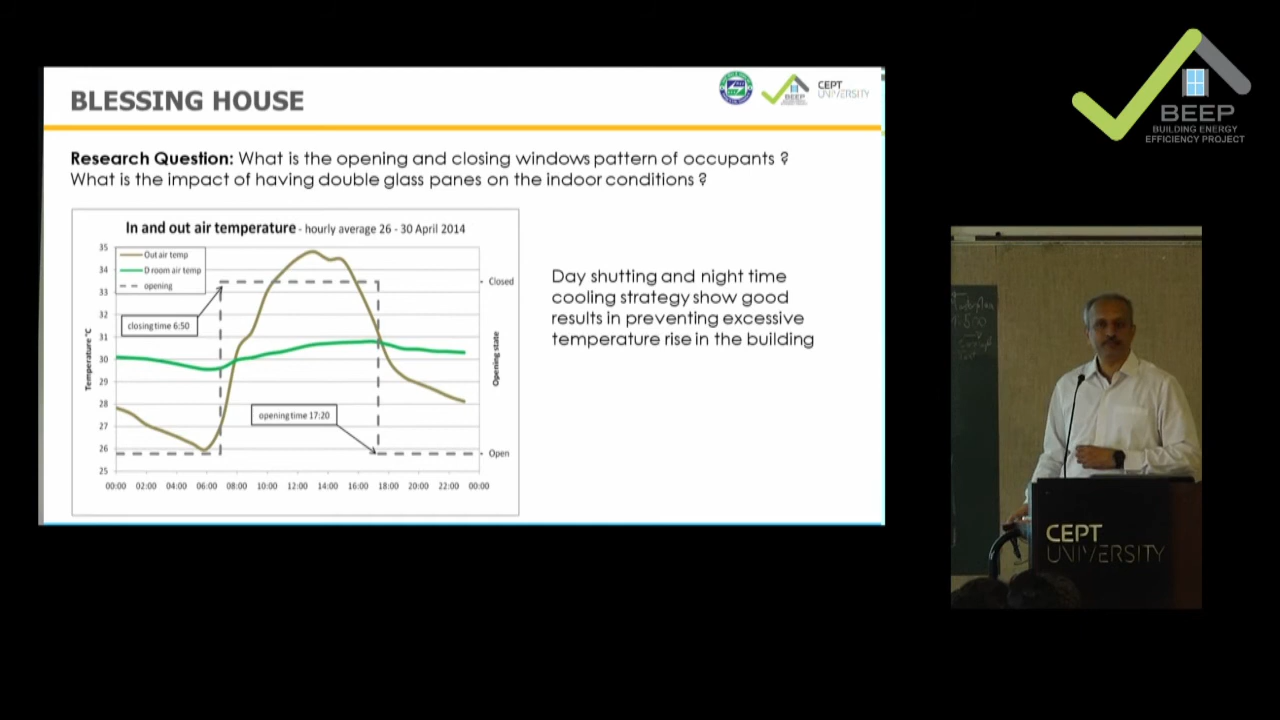 BLESSING HOUSE
BEEP
CEPT
UNIVERSITY
BEEP
BUILDING ENERGY
EFFICIENCY PROJECT
Research Question: What is the opening and closing windows pattern of occupants ?
What is the impact of having double glass panes on the indoor conditions ?
In and out air temperature - hourly average 26 - 30 April 2014
Out air temp
D room air temp
opening
closing time 6:50
opening time 17:20
Temperature °C
35
34
33
32
31
30
29
28
27
26
25
00:00 02:00 04:00 06:00 08:00 10:00 12:00 14:00 16:00 18:00 20:00 22:00 00:00
Closed
Opening state
Open
Day shutting and night time
cooling strategy show good
results in preventing excessive
temperature rise in the building
CEPT
UNIVERSITY